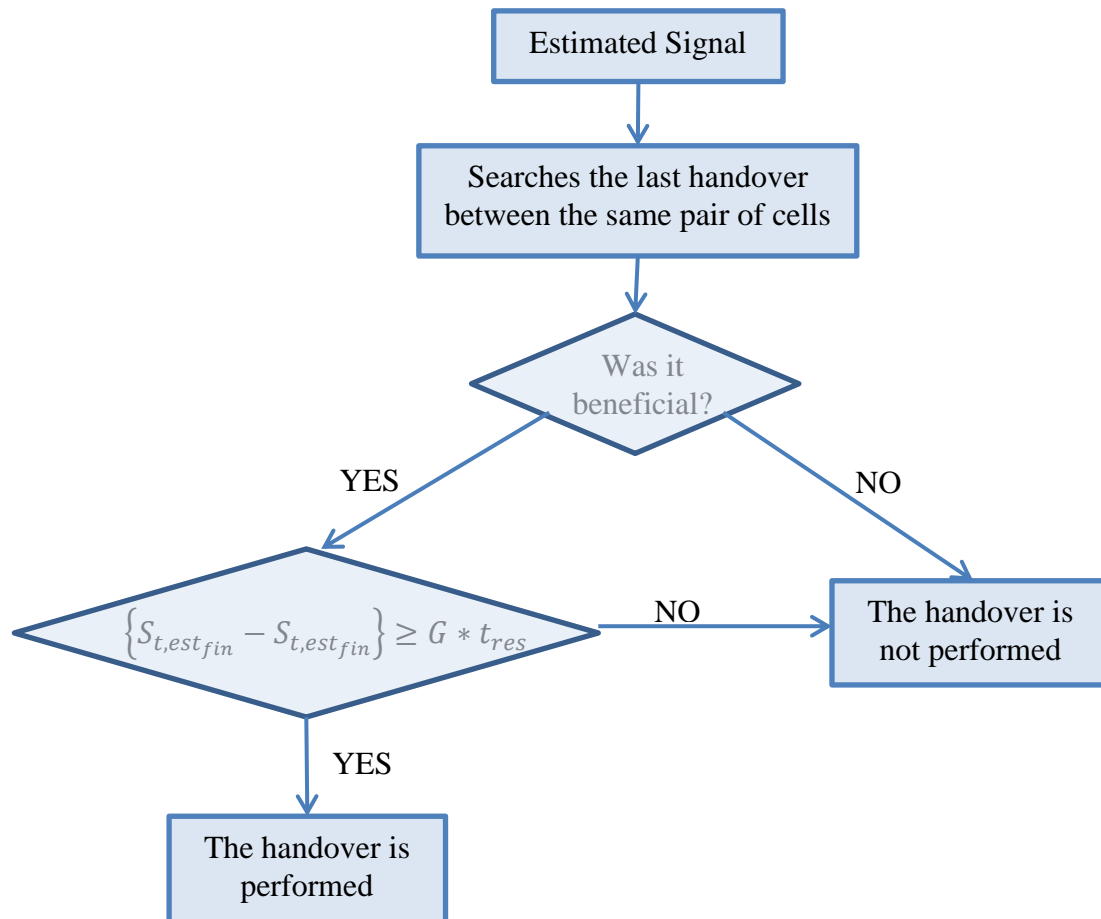 Estimated Signal
Searches the last handover
between the same pair of cells
Was it
beneficial?
YES
NO
{S_{t,est_{fin}} − S_{t,est_{fin}}} ≥ G * t_{res}
NO
The handover is
not performed
YES
The handover is
performed